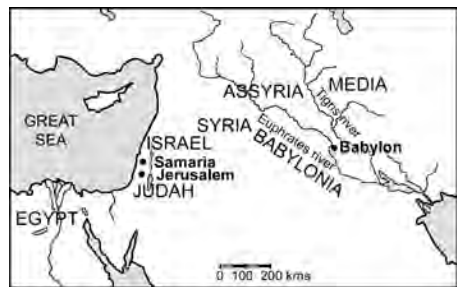 GREAT
SEA
ASSYRIA
MEDIA
Tigris river
SYRIA
Euphrates river
BABYLONIA
Babylon
ISRAEL
Samaria
Jerusalem
JUDAH
EGYPT
0 100 200 kms